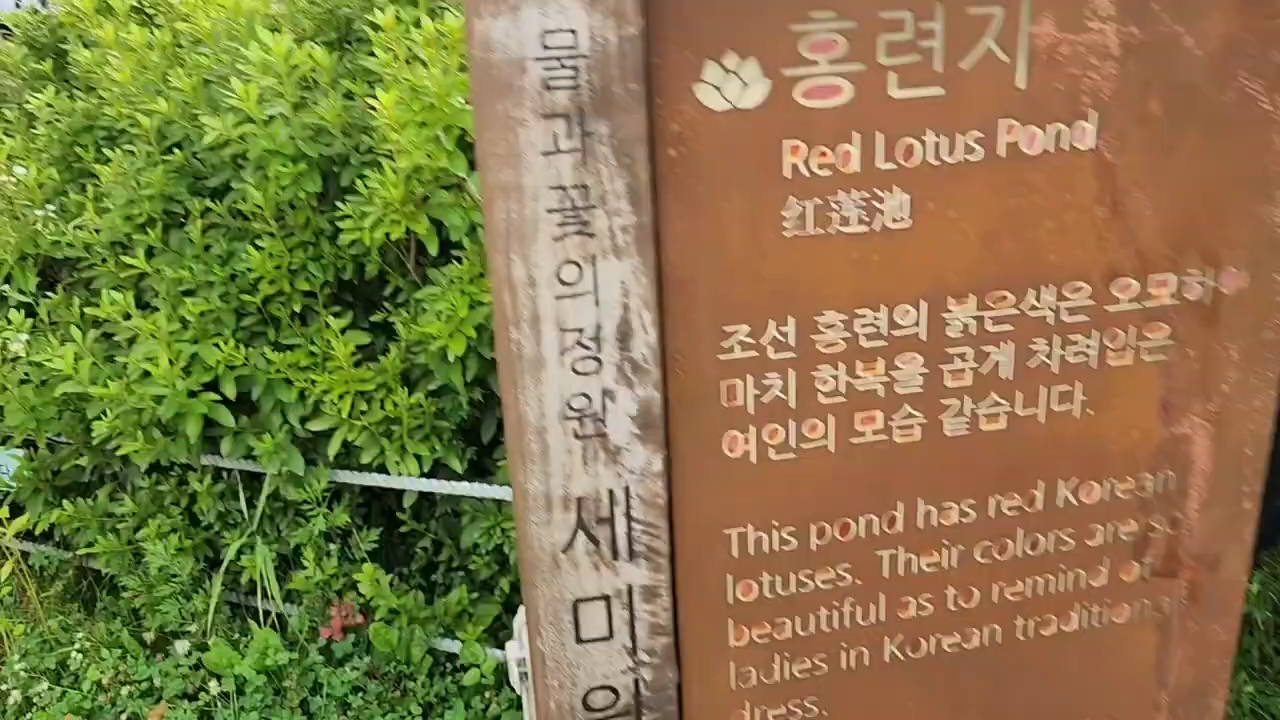 물과꽃의정원 세미
홍련지
Red Lotus Pond
红莲池
조선 홍련의 붉은색은 오묘하
마치 한복을 곱게 차려입은
여인의 모습 같습니다.
This pond has red Korean
lotuses. Their colors are so
beautiful as to remind of
ladies in Korean traditional
dress.